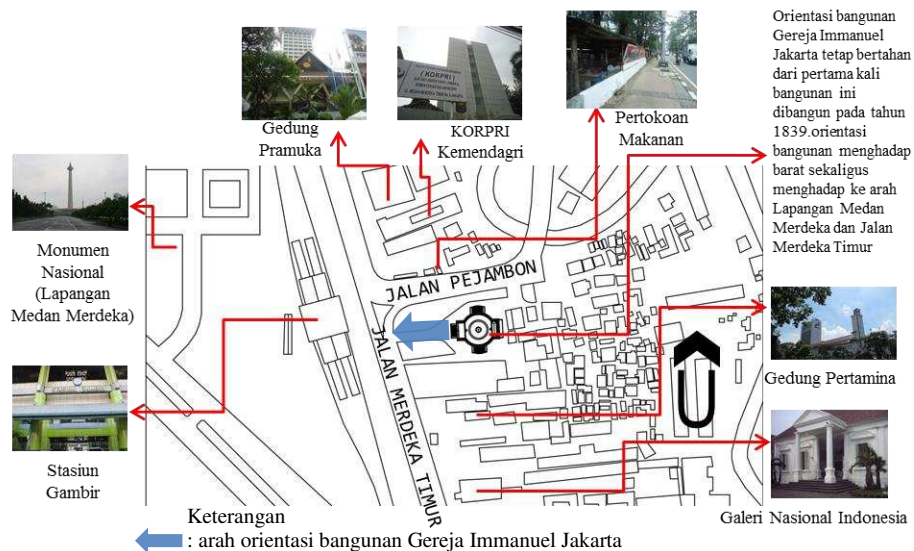 Orientasi bangunan
Gereja Immanuel
Jakarta tetap bertahan
dari pertama kali
bangunan ini
dibangun pada tahun
1839.orientasi
bangunan menghadap
barat sekaligus
menghadap ke arah
Lapangan Medan
Merdeka dan Jalan
Merdeka Timur
(KORPRI)
Gedung
Pramuka
KORPRI
Kemendagri
Pertokoan
Makanan
Monumen
Nasional
(Lapangan
Medan Merdeka)
JALAN PEJAMBON
JALAN MERDEKA TIMUR
U
Gedung Pertamina
Stasiun
Gambir
Galeri Nasional Indonesia
Keterangan
: arah orientasi bangunan Gereja Immanuel Jakarta